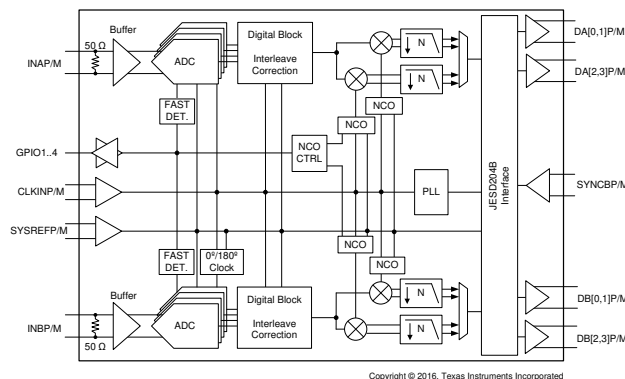 Buffer
50 Ω
INAP/M
ADC
Digital Block
Interleave
Correction
N
N
DA[0,1]P/M
DA[2,3]P/M
FAST
DET.
NCO
NCO
GPIO1..4
NCO
CTRL
CLKINP/M
PLL
JESD204B
Interface
SYNCBP/M
SYSREFP/M
FAST
DET.
0º/180º
Clock
NCO
NCO
Buffer
INBP/M
50 Ω
ADC
Digital Block
Interleave
Correction
N
N
DB[0,1]P/M
DB[2,3]P/M
Copyright © 2016, Texas Instruments Incorporated